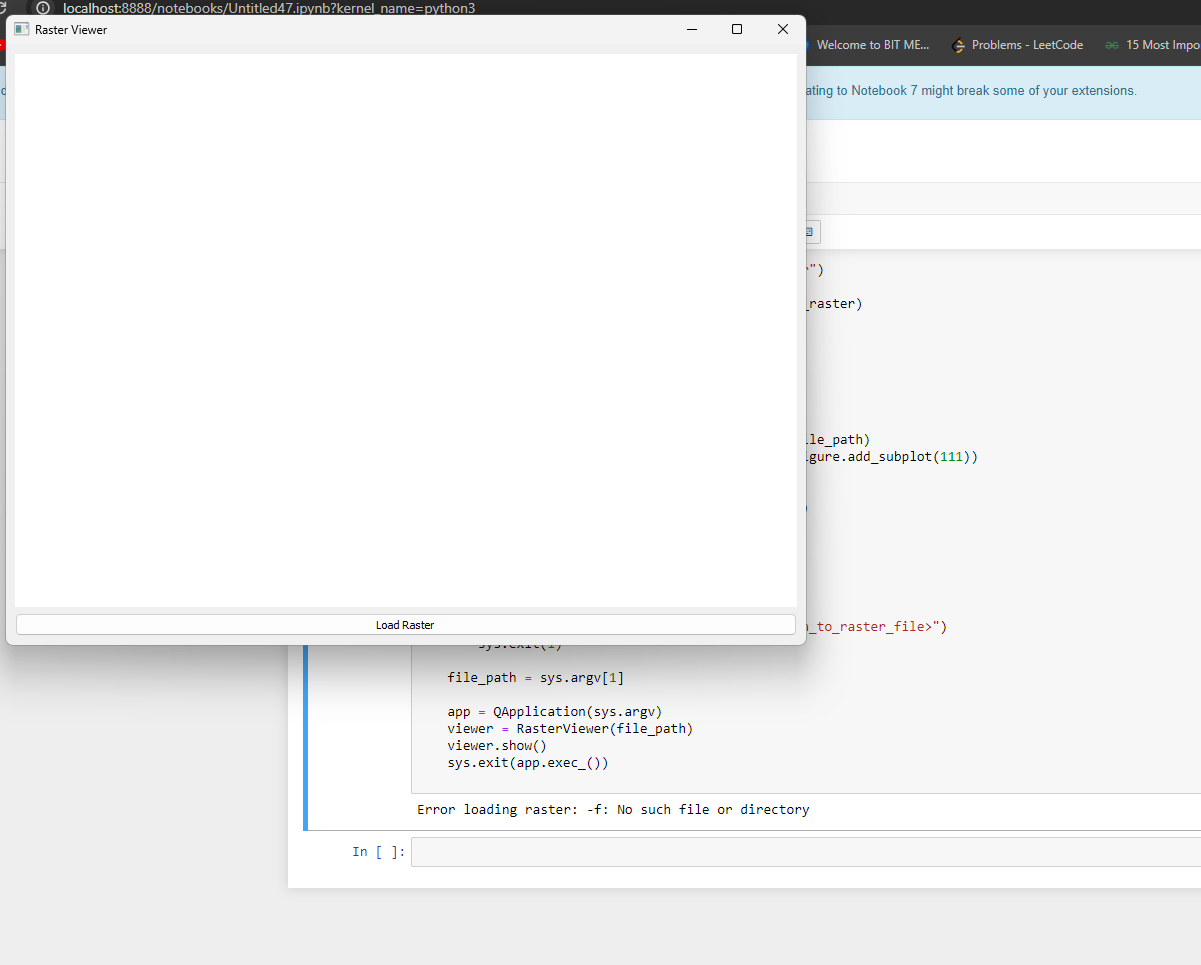 localhost:8888/notebooks/Untitled47.ipynb?kernel_name=python3
Raster Viewer
Welcome to BIT ME...
Problems - LeetCode
15 Most Impo
ating to Notebook 7 might break some of your extensions.
")
_raster)
le_path)
gure.add_subplot(111))
)
_to_raster_file>")
Load Raster
sys.exit(1)
file_path = sys.argv[1]
app = QApplication(sys.argv)
viewer = RasterViewer(file_path)
viewer.show()
sys.exit(app.exec_())
Error loading raster: -f: No such file or directory
In [ ]: